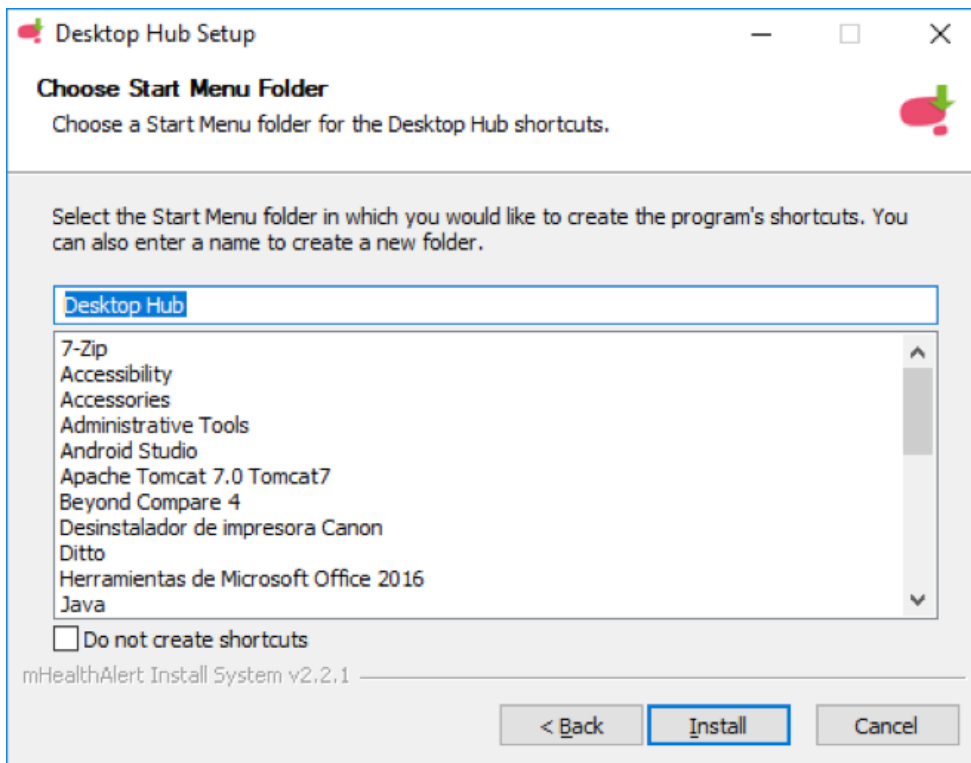 Desktop Hub Setup
Choose Start Menu Folder
Choose a Start Menu folder for the Desktop Hub shortcuts.
Select the Start Menu folder in which you would like to create the program's shortcuts. You
can also enter a name to create a new folder.
Desktop Hub
7-Zip
Accessibility
Accessories
Administrative Tools
Android Studio
Apache Tomcat 7.0 Tomcat7
Beyond Compare 4
Desinstalador de impresora Canon
Ditto
Herramientas de Microsoft Office 2016
Java
Do not create shortcuts
mHealthAlert Install System v2.2.1
< Back Install Cancel